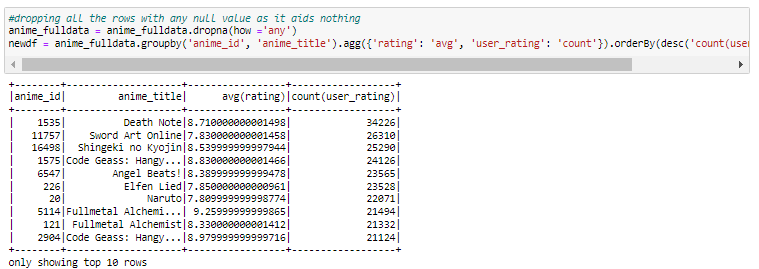 #dropping all the rows with any null value as it aids nothing
anime_fulldata = anime_fulldata.dropna(how ='any')
newdf = anime_fulldata.groupby('anime_id', 'anime_title').agg({'rating': 'avg', 'user_rating': 'count'}).orderBy(desc('count(user
+--------+--------------------+-----------------+------------------+
|anime_id|         anime_title|      avg(rating)|count(user_rating)|
+--------+--------------------+-----------------+------------------+
|    1535|          Death Note|8.710000000001498|             34226|
|   11757|    Sword Art Online|7.830000000001458|             26310|
|   16498|  Shingeki no Kyojin|8.539999999997944|             25290|
|    1575|Code Geass: Hangy...|8.830000000001466|             24126|
|    6547|        Angel Beats!|8.389999999999478|             23565|
|     226|          Elfen Lied|7.850000000000961|             23528|
|      20|              Naruto|7.809999999998774|             22071|
|    5114|Fullmetal Alchemi...| 9.25999999999865|             21494|
|     121| Fullmetal Alchemist|8.330000000001412|             21332|
|    2904|Code Geass: Hangy...|8.979999999999716|             21124|
+--------+--------------------+-----------------+------------------+
only showing top 10 rows